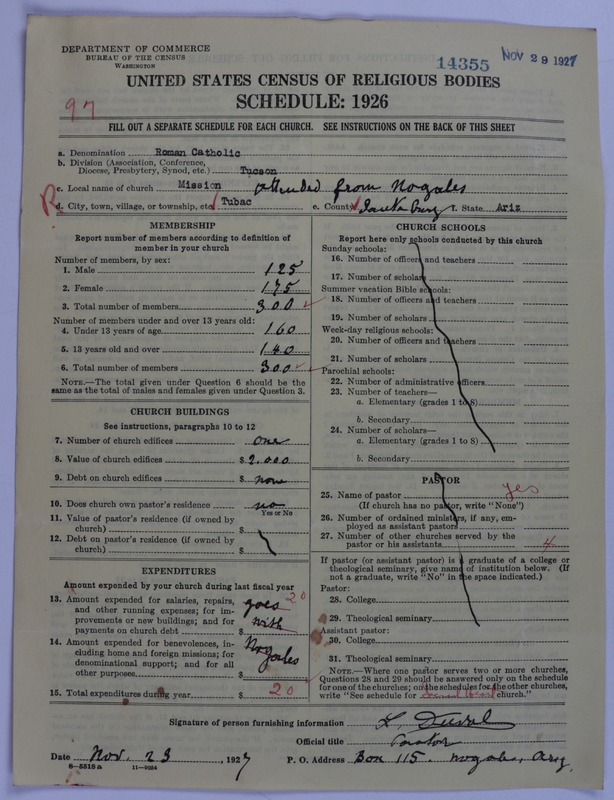 DEPARTMENT OF COMMERCE
BUREAU OF THE CENSUS
WASHINGTON
14355
NOV 29 1927
UNITED STATES CENSUS OF RELIGIOUS BODIES
SCHEDULE: 1926
97
FILL OUT A SEPARATE SCHEDULE FOR EACH CHURCH. SEE INSTRUCTIONS ON THE BACK OF THIS SHEET
a. Denomination Roman Catholic
b. Division (Association, Conference,
Diocese, Presbytery, Synod, etc.) Tucson
c. Local name of church Mission attended from Nogales
R d. City, town, village, or township, etc. Tubac e. County Santa Cruz f. State Ariz
MEMBERSHIP
Report number of members according to definition of
member in your church
Number of members, by sex:
1. Male 125
2. Female 175
3. Total number of members 300
Number of members under and over 13 years old:
4. Under 13 years of age 160
5. 13 years old and over 140
6. Total number of members 300
NOTE.—The total given under Question 6 should be
same as the total of males and females given under Question 3.
CHURCH BUILDINGS
See instructions, paragraphs 10 to 12
7. Number of church edifices one
8. Value of church edifices $ 2,000
9. Debt on church edifices $ none
10. Does church own pastor's residence no
Yes or No
11. Value of pastor's residence (if owned by
church) $
12. Debt on pastor's residence (if owned by
church) $
EXPENDITURES
Amount expended by your church during last fiscal year
13. Amount expended for salaries, repairs,
and other running expenses; for im-
provements or new buildings; and for
payments on church debt $ goes with 20
14. Amount expended for benevolences, in-
cluding home and foreign missions; for
denominational support; and for all
other purposes $ Nogales
15. Total expenditures during year $ 20
CHURCH SCHOOLS
Report here only schools conducted by this church
Sunday schools:
16. Number of officers and teachers
17. Number of scholars
Summer vacation Bible schools:
18. Number of officers and teachers
19. Number of scholars
Week-day religious schools:
20. Number of officers and teachers
21. Number of scholars
Parochial schools:
22. Number of administrative officers
23. Number of teachers—
a. Elementary (grades 1 to 8)
b. Secondary
24. Number of scholars—
a. Elementary (grades 1 to 8)
b. Secondary
PASTOR
25. Name of pastor yes
(If church has no pastor, write "None")
26. Number of ordained ministers, if any, em-
ployed as assistant pastors
27. Number of other churches served by the
pastor or his assistants 4
If pastor (or assistant pastor) is a graduate of a college or
theological seminary, give name of institution below. (If
not a graduate, write "No" in the space indicated.)
Pastor:
28. College
29. Theological seminary
Assistant pastor:
30. College
31. Theological seminary
NOTE.—Where one pastor serves two or more churches,
Questions 28 and 29 should be answered only on the schedule
for one of the churches; on the schedules for the other churches,
write "See schedule for church."
Signature of person furnishing information L. Duval
Official title Pastor
Date Nov. 23, 1927 P. O. Address Box 115. Nogales, Ariz.
8—5518 a 11—9034